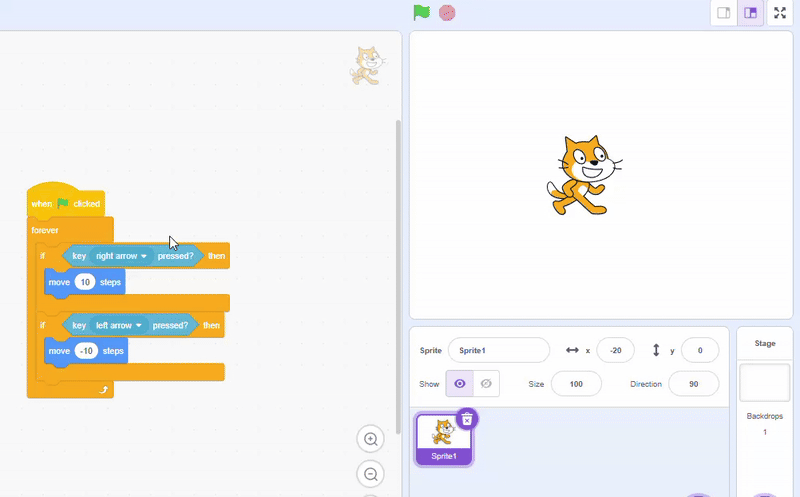 when clicked
forever
if key right arrow pressed? then
move 10 steps
if key left arrow pressed? then
move -10 steps
Sprite Sprite1 x -20 y 0
Show Size 100 Direction 90
Sprite1
Stage
Backdrops
1